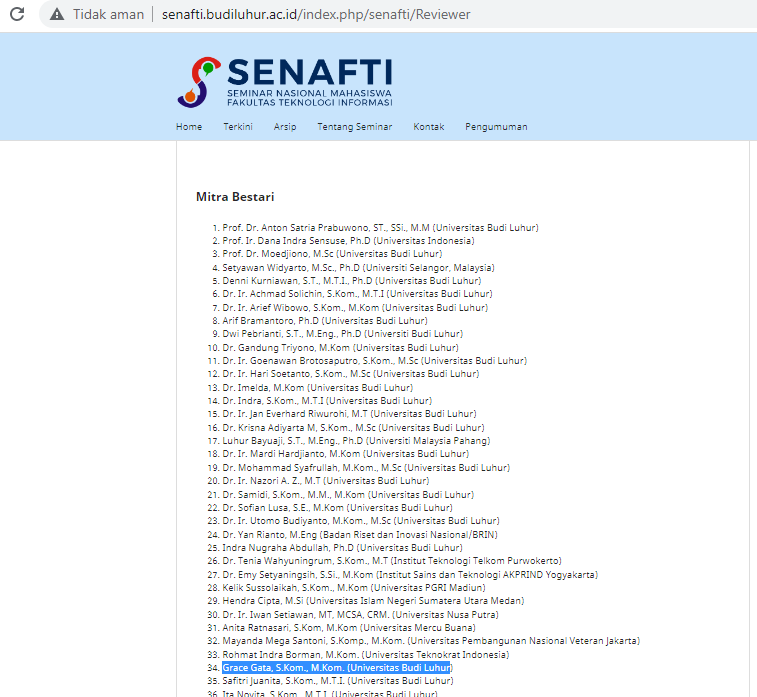 Tidak aman
senafti.budiluhur.ac.id/index.php/senafti/Reviewer
SENAFTI
SEMINAR NASIONAL MAHASISWA
FAKULTAS TEKNOLOGI INFORMASI
Home Terkini Arsip Tentang Seminar Kontak Pengumuman
Mitra Bestari
1. Prof. Dr. Anton Satria Prabuwono, ST., SSi., M.M (Universitas Budi Luhur)
2. Prof. Ir. Dana Indra Sensuse, Ph.D (Universitas Indonesia)
3. Prof. Dr. Moedjiono, M.Sc (Universitas Budi Luhur)
4. Setyawan Widyarto, M.Sc., Ph.D (Universiti Selangor, Malaysia)
5. Denni Kurniawan, S.T., M.T.I., Ph.D (Universitas Budi Luhur)
6. Dr. Ir. Achmad Solichin, S.Kom., M.T.I (Universitas Budi Luhur)
7. Dr. Ir. Arief Wibowo, S.Kom., M.Kom (Universitas Budi Luhur)
8. Arif Bramantoro, Ph.D (Universitas Budi Luhur)
9. Dwi Pebrianti, S.T., M.Eng., Ph.D (Universiti Budi Luhur)
10. Dr. Gandung Triyono, M.Kom (Universitas Budi Luhur)
11. Dr. Ir. Goenawan Brotosaputro, S.Kom., M.Sc (Universitas Budi Luhur)
12. Dr. Ir. Hari Soetanto, S.Kom., M.Sc (Universitas Budi Luhur)
13. Dr. Imelda, M.Kom (Universitas Budi Luhur)
14. Dr. Indra, S.Kom., M.T.I (Universitas Budi Luhur)
15. Dr. Ir. Jan Everhard Riwurohi, M.T (Universitas Budi Luhur)
16. Dr. Krisna Adiyarta M, S.Kom., M.Sc (Universitas Budi Luhur)
17. Luhur Bayuaji, S.T., M.Eng., Ph.D (Universiti Malaysia Pahang)
18. Dr. Ir. Mardi Hardjianto, M.Kom (Universitas Budi Luhur)
19. Dr. Mohammad Syafrullah, M.Kom., M.Sc (Universitas Budi Luhur)
20. Dr. Ir. Nazori A. Z., M.T (Universitas Budi Luhur)
21. Dr. Samidi, S.Kom., M.M., M.Kom (Universitas Budi Luhur)
22. Dr. Sofian Lusa, S.E., M.Kom (Universitas Budi Luhur)
23. Dr. Ir. Utomo Budiyanto, M.Kom., M.Sc (Universitas Budi Luhur)
24. Dr. Yan Rianto, M.Eng (Badan Riset dan Inovasi Nasional/BRIN)
25. Indra Nugraha Abdullah, Ph.D (Universitas Budi Luhur)
26. Dr. Tenia Wahyuningrum, S.Kom., M.T (Institut Teknologi Telkom Purwokerto)
27. Dr. Emy Setyaningsih, S.Si., M.Kom (Institut Sains dan Teknologi AKPRIND Yogyakarta)
28. Kelik Sussolaikah, S.Kom., M.Kom (Universitas PGRI Madiun)
29. Hendra Cipta, M.Si (Universitas Islam Negeri Sumatera Utara Medan)
30. Dr. Ir. Iwan Setiawan, MT, MCSA, CRM. (Universitas Nusa Putra)
31. Anita Ratnasari, S.Kom, M.Kom (Universitas Mercu Buana)
32. Mayanda Mega Santoni, S.Komp., M.Kom. (Universitas Pembangunan Nasional Veteran Jakarta)
33. Rohmat Indra Borman, M.Kom. (Universitas Teknokrat Indonesia)
34. Grace Gata, S.Kom., M.Kom. (Universitas Budi Luhur)
35. Safitri Juanita, S.Kom., M.T.I. (Universitas Budi Luhur)
36. Ita Novita, S.Kom., M.T.I. (Universitas Budi Luhur)